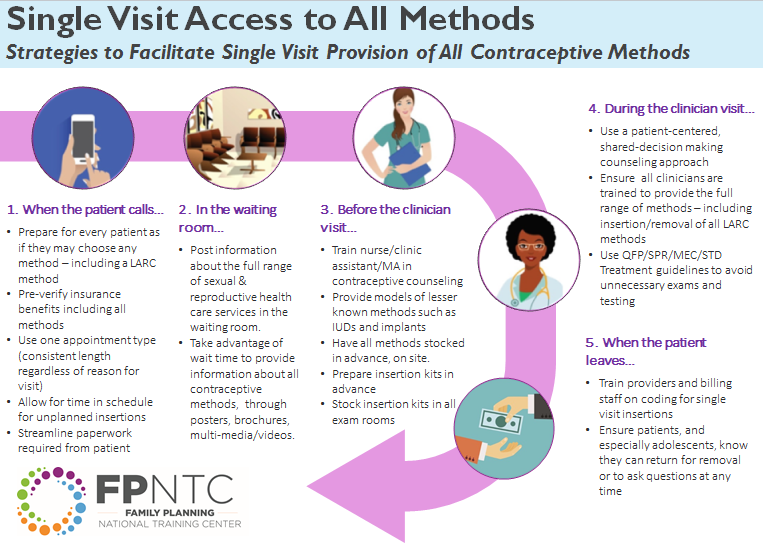 Single Visit Access to All Methods
Strategies to Facilitate Single Visit Provision of All Contraceptive Methods
1. When the patient calls...
• Prepare for every patient as
if they may choose any
method – including a LARC
method
• Pre-verify insurance
benefits including all
methods
• Use one appointment type
(consistent length
regardless of reason for
visit)
• Allow for time in schedule
for unplanned insertions
• Streamline paperwork
required from patient
2. In the waiting
room...
• Post information
about the full range
of sexual &
reproductive health
care services in the
waiting room.
• Take advantage of
wait time to provide
information about all
contraceptive
methods, through
posters, brochures,
multi-media/videos.
3. Before the clinician
visit...
• Train nurse/clinic
assistant/MA in
contraceptive counseling
• Provide models of lesser
known methods such as
IUDs and implants
• Have all methods stocked
in advance, on site.
• Prepare insertion kits in
advance
• Stock insertion kits in all
exam rooms
4. During the clinician visit...
• Use a patient-centered,
shared-decision making
counseling approach
• Ensure all clinicians are
trained to provide the full
range of methods – including
insertion/removal of all LARC
methods
• Use QFP/SPR/MEC/STD
Treatment guidelines to avoid
unnecessary exams and
testing
5. When the patient
leaves...
• Train providers and billing
staff on coding for single
visit insertions
• Ensure patients, and
especially adolescents, know
they can return for removal
or to ask questions at any
time
FPNTC
FAMILY PLANNING
NATIONAL TRAINING CENTER